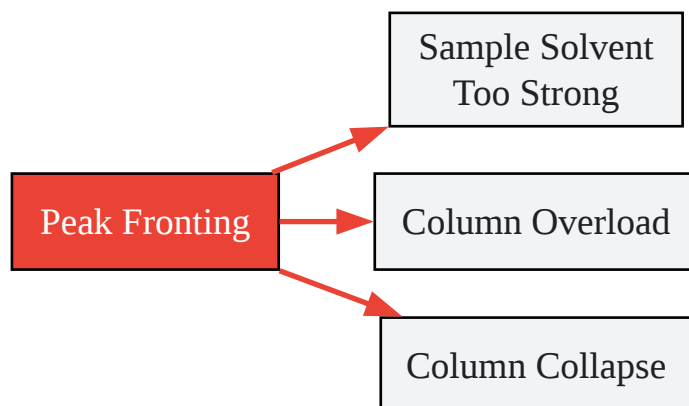 Sample Solvent
Too Strong
Peak Fronting
Column Overload
Column Collapse